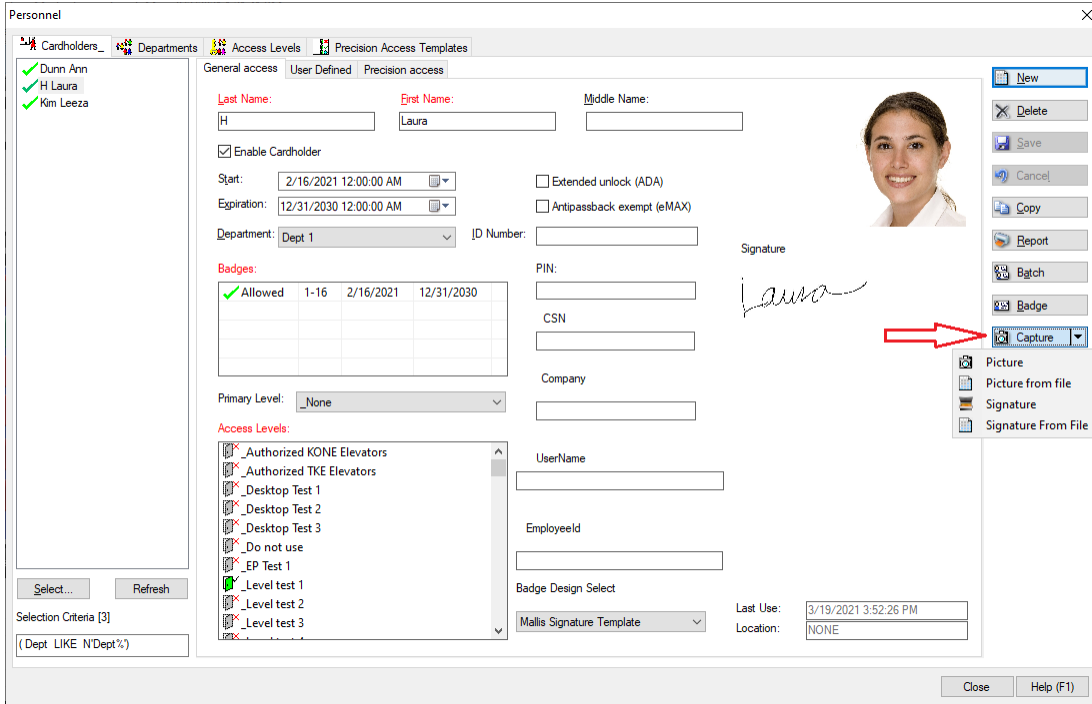 Personnel
Cardholders_ Departments Access Levels Precision Access Templates
Dunn Ann
H Laura
Kim Leeza
Select... Refresh
Selection Criteria [3]
( Dept LIKE N'Dept%')
General access User Defined Precision access
Last Name: First Name: Middle Name:
H Laura
Enable Cardholder
Start: 2/16/2021 12:00:00 AM
Extended unlock (ADA)
Expiration: 12/31/2030 12:00:00 AM
Antipassback exempt (eMAX)
Department: Dept 1 ID Number:
Badges:
Allowed 1-16 2/16/2021 12/31/2030
PIN:
CSN
Company
Primary Level: _None
Access Levels:
_Authorized KONE Elevators
_Authorized TKE Elevators
_Desktop Test 1
_Desktop Test 2
_Desktop Test 3
_Do not use
_EP Test 1
_Level test 1
_Level test 2
_Level test 3
UserName
EmployeeId
Badge Design Select
Mallis Signature Template
Signature
Laura
Last Use: 3/19/2021 3:52:26 PM
Location: NONE
New
Delete
Save
Cancel
Copy
Report
Batch
Badge
Capture
Picture
Picture from file
Signature
Signature From File
Close Help (F1)